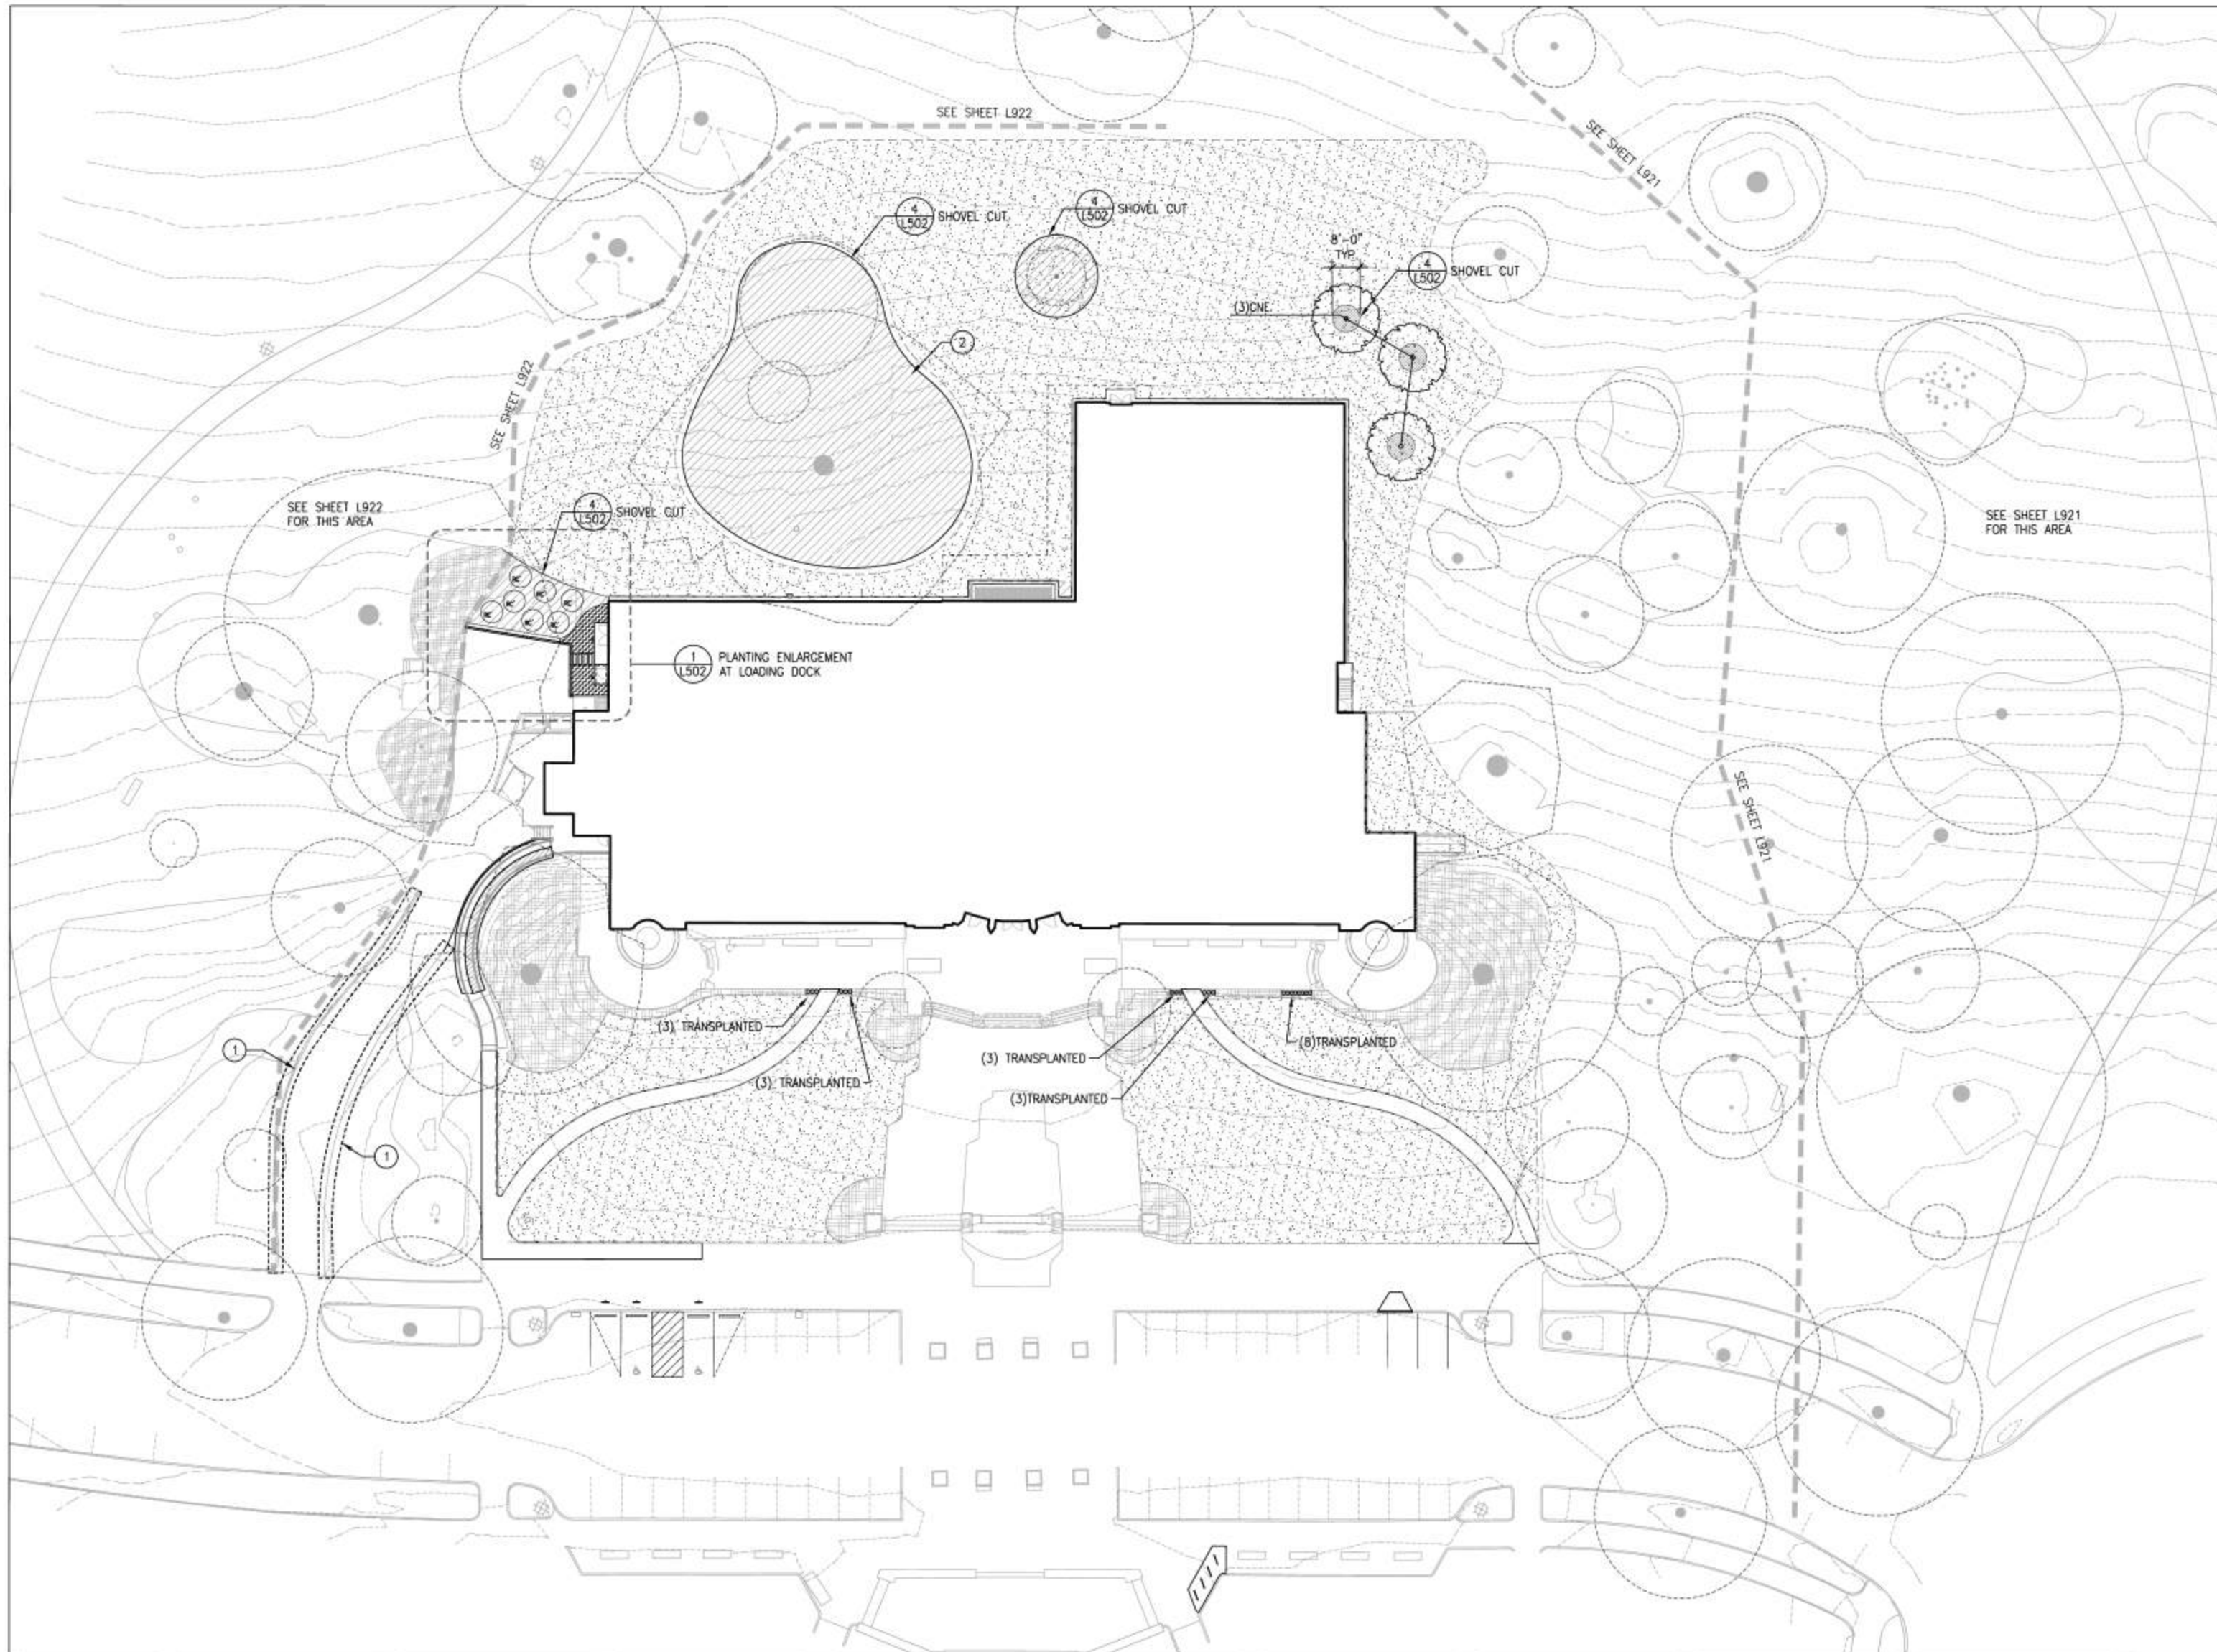 SEE SHEET L922
SEE SHEET L921
4
L502
SHOVEL CUT
4
L502
SHOVEL CUT
8'-0"
TYP.
4
L502
SHOVEL CUT
(3)CNE
2
SEE SHEET L922
SEE SHEET L922
FOR THIS AREA
4
L502
SHOVEL CUT
SEE SHEET L921
FOR THIS AREA
1
L502
PLANTING ENLARGEMENT
AT LOADING DOCK
SEE SHEET L921
(3) TRANSPLANTED
(8)TRANSPLANTED
1
(3) TRANSPLANTED
(3) TRANSPLANTED
(3)TRANSPLANTED
1